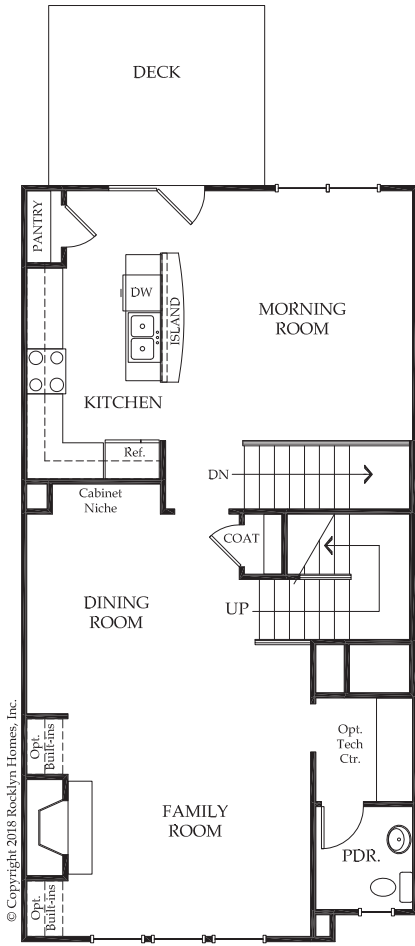 DECK
PANTRY
DW
ISLAND
MORNING
ROOM
KITCHEN
Ref.
DN
Cabinet
Niche
COAT
DINING
ROOM
UP
Opt.
Built-ins
Opt.
Tech
Ctr.
FAMILY
ROOM
PDR.
Opt.
Built-ins
© Copyright 2018 Rocklyn Homes, Inc.